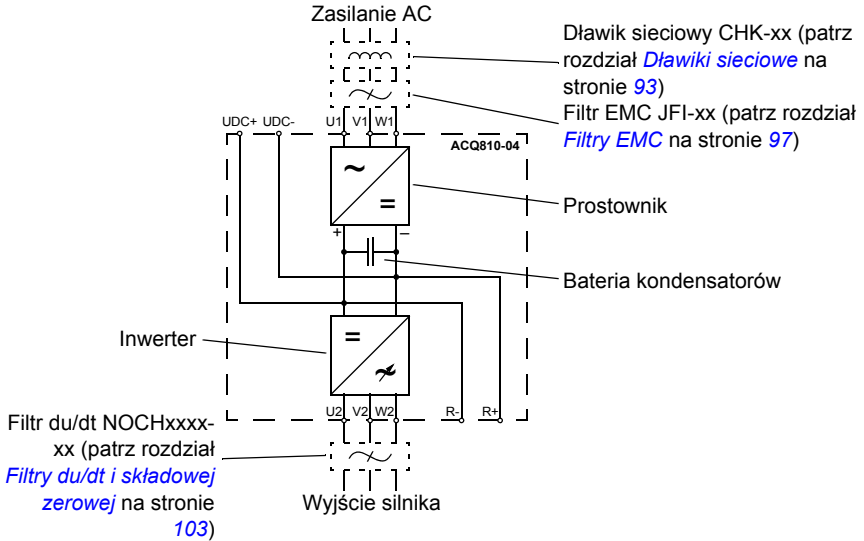 Zasilanie AC
Dławik sieciowy CHK-xx (patrz
rozdział Dławiki sieciowe na
stronie 93)
Filtr EMC JFI-xx (patrz rozdział
Filtry EMC na stronie 97)
UDC+ UDC- U1 V1 W1
ACQ810-04
~
=
Prostownik
+ –
Bateria kondensatorów
Inwerter
=
~
U2 V2 W2 R- R+
Filtr du/dt NOCHxxxx-
xx (patrz rozdział
Filtry du/dt i składowej
zerowej na stronie
103)
Wyjście silnika